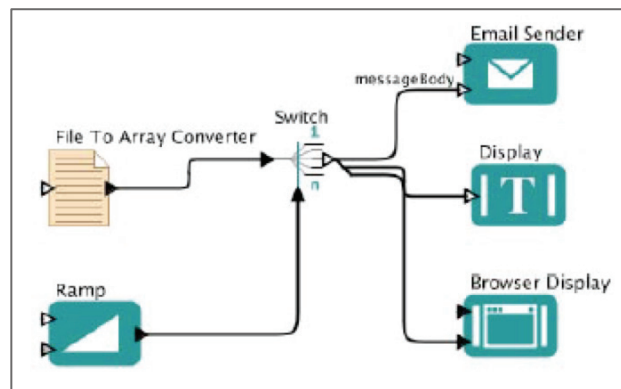 Email Sender
messageBody
Switch
1
File To Array Converter
Display
T
n
Ramp
Browser Display